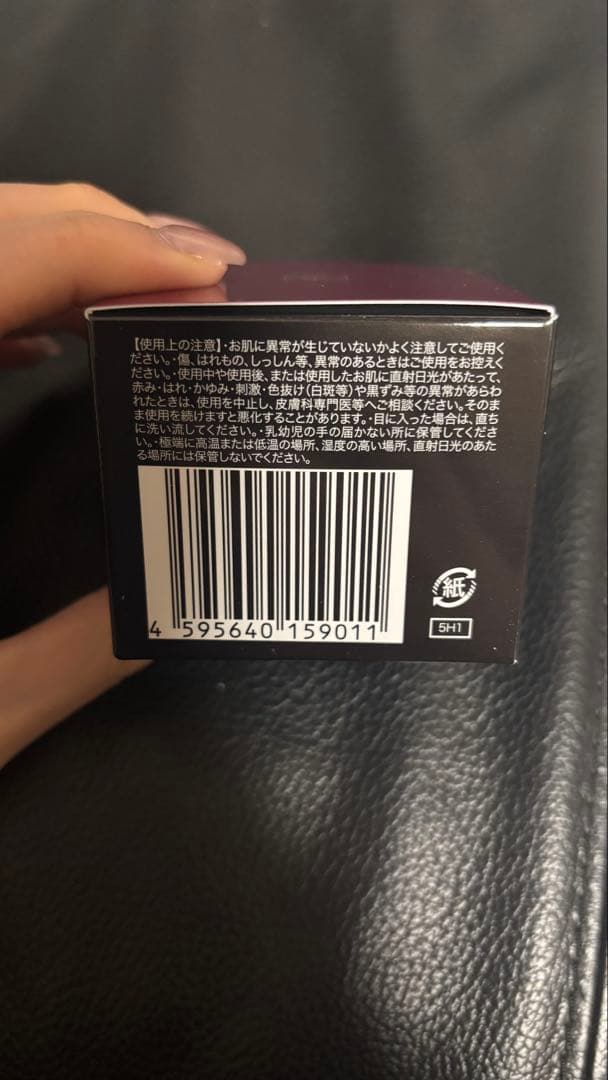 【使用上の注意】・お肌に異常が生じていないかよく注意してご使用く
ださい。・傷、はれもの、しっしん等、異常のあるときはご使用をお控えく
ださい。・使用中や使用後、または使用したお肌に直射日光があたって、
赤み・はれ・かゆみ・刺激・色抜け(白斑等)や黒ずみ等の異常があらわ
れたときは、使用を中止し、皮膚科専門医等へご相談ください。そのま
ま使用を続けますと悪化することがあります。・目に入った場合は、直ち
に洗い流してください。・乳幼児の手の届かない所に保管してくださ
い。・極端に高温または低温の場所、湿度の高い場所、直射日光のあた
る場所には保管しないでください。
4 595640 159011
紙
5H1